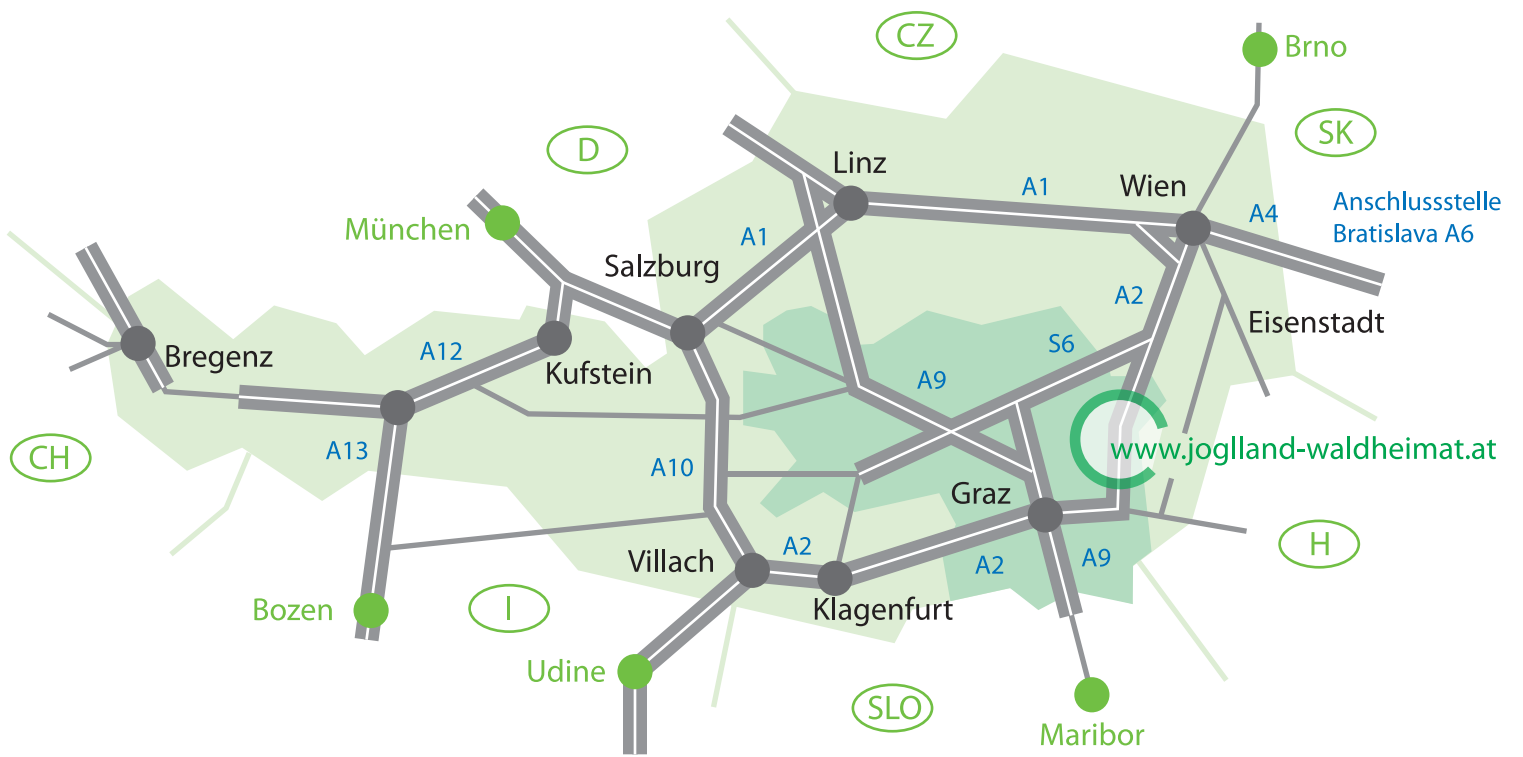 CZ
Brno
D
SK
Linz
Wien
A1
A4
Anschlussstelle
Bratislava A6
München
A1
Salzburg
A2
Eisenstadt
Bregenz
A12
Kufstein
S6
A9
A13
CH
A10
www.joglland-waldheimat.at
Graz
Villach
A2
A2
A9
H
Bozen
I
Klagenfurt
Udine
SLO
Maribor